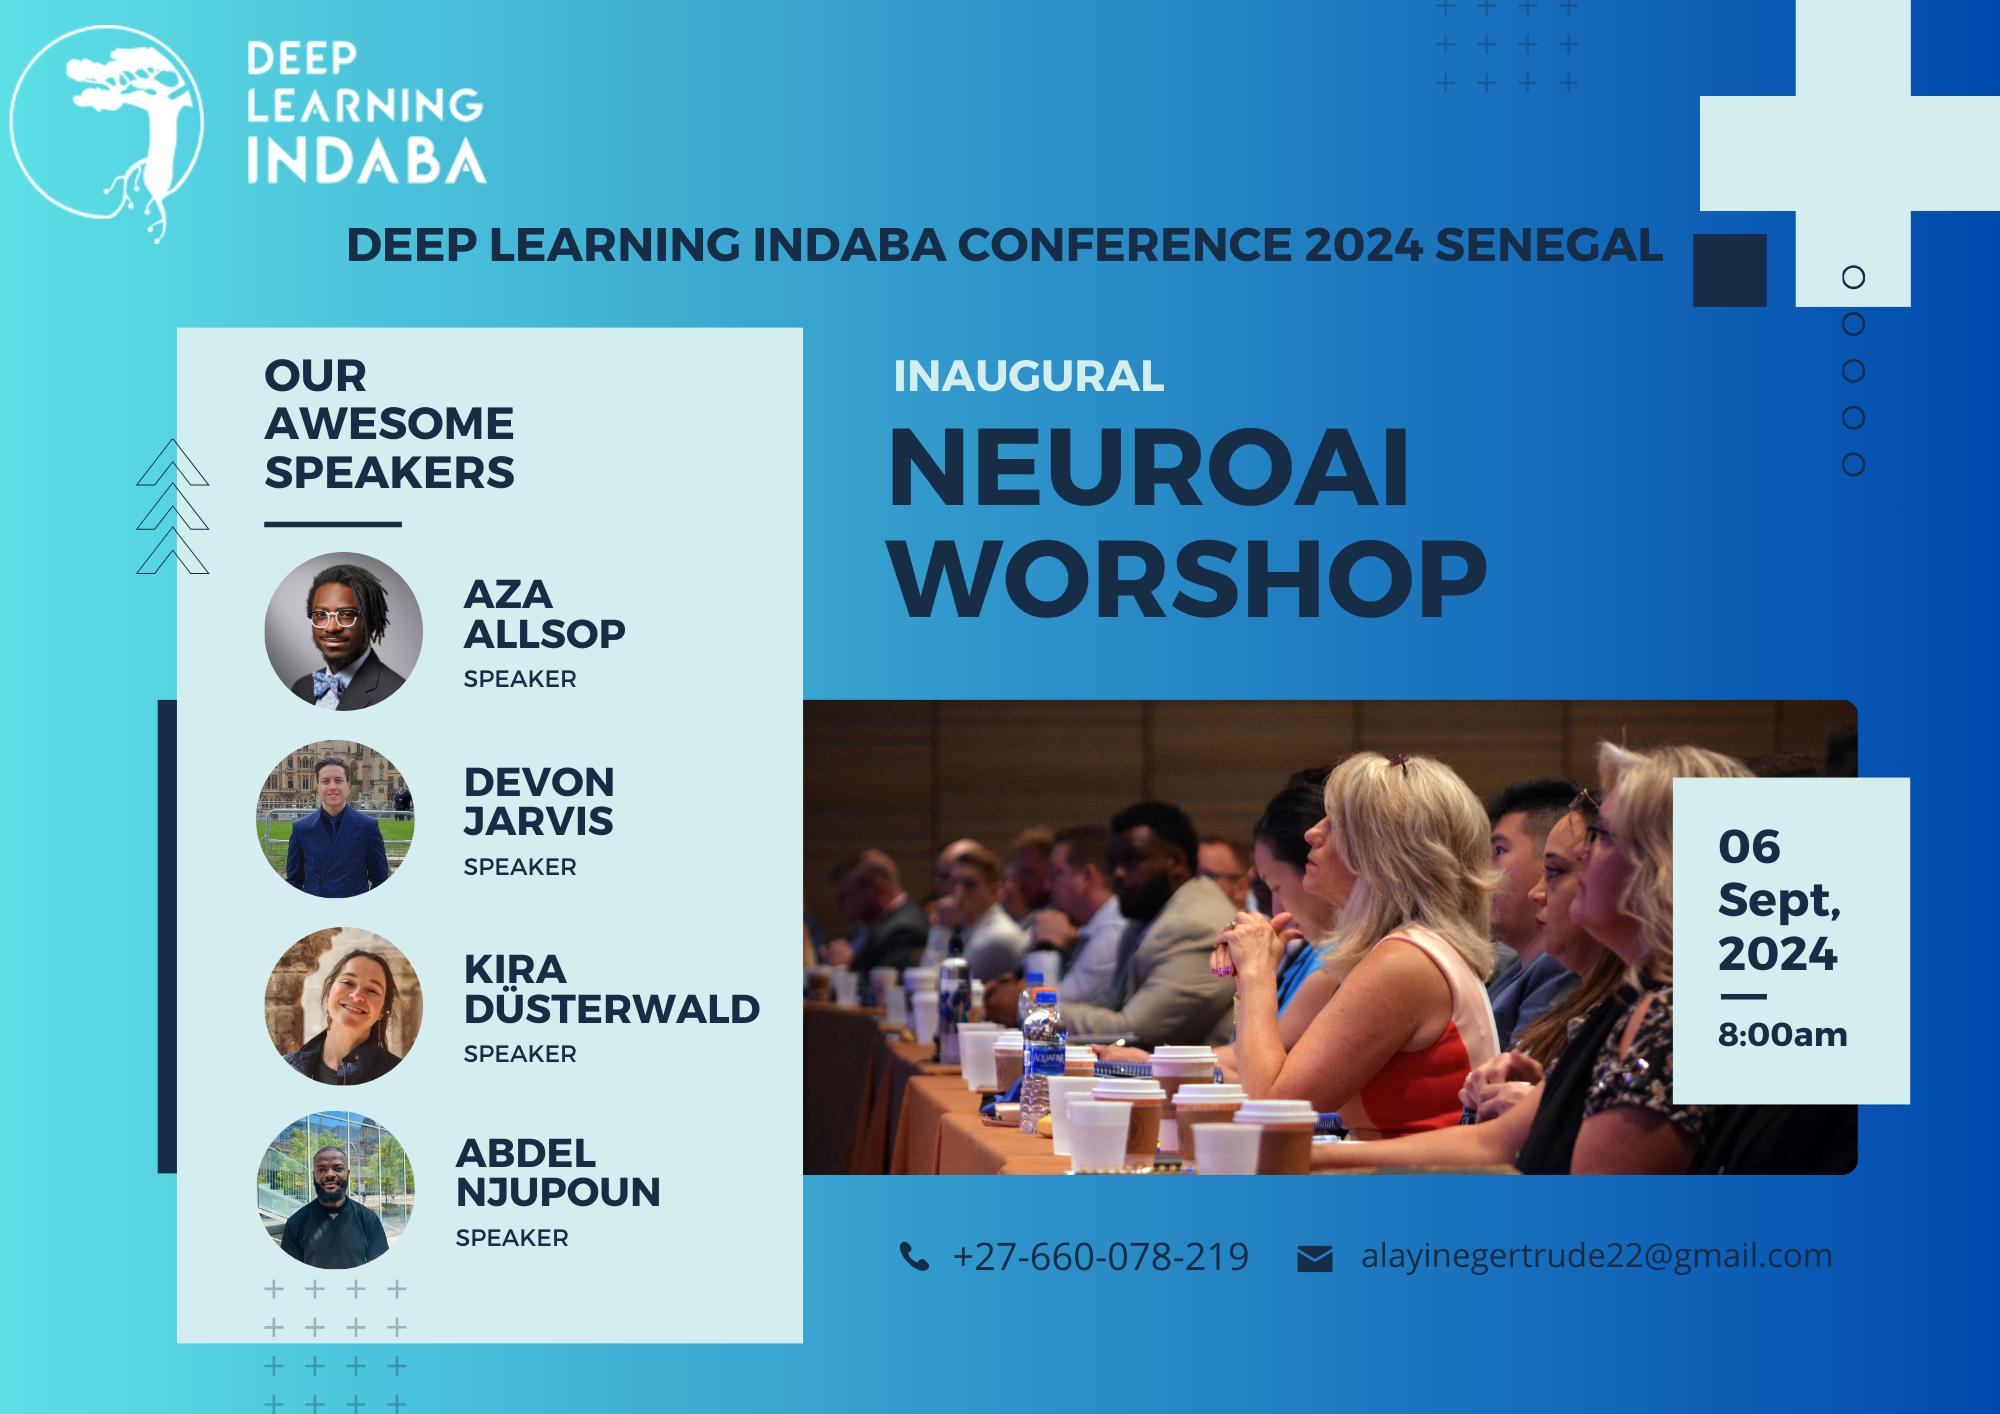 DEEP
LEARNING
INDABA
DEEP LEARNING INDABA CONFERENCE 2024 SENEGAL
OUR
AWESOME
SPEAKERS
AZA
ALLSOP
SPEAKER
DEVON
JARVIS
SPEAKER
KIRA
DÜSTERWALD
SPEAKER
ABDEL
NJUPOUN
SPEAKER
INAUGURAL
NEUROAI
WORSHOP
AQUAFINA
06
Sept,
2024
8:00am
+27-660-078-219
alayinegertrude22@gmail.com